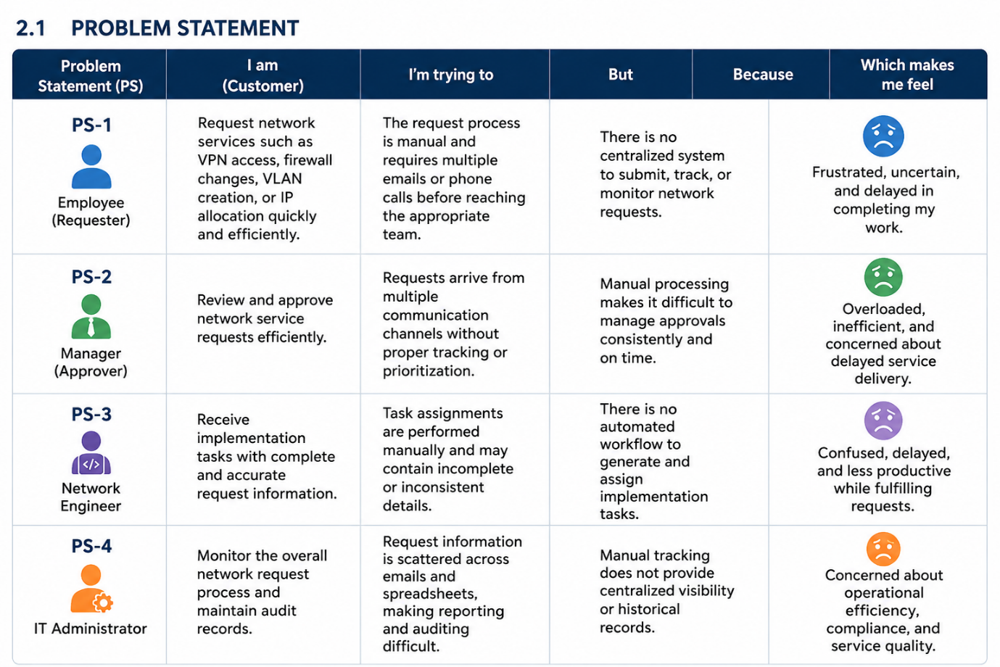 2.1 PROBLEM STATEMENT
Problem
Statement (PS)
I am
(Customer)
I'm trying to
But
Because
Which makes
me feel
PS-1
Employee
(Requester)
Request network
services such as
VPN access, firewall
changes, VLAN
creation, or IP
allocation quickly
and efficiently.
The request process
is manual and
requires multiple
emails or phone
calls before reaching
the appropriate
team.
There is no
centralized system
to submit, track, or
monitor network
requests.
Frustrated, uncertain,
and delayed in
completing my
work.
PS-2
Manager
(Approver)
Review and approve
network service
requests efficiently.
Requests arrive from
multiple
communication
channels without
proper tracking or
prioritization.
Manual processing
makes it difficult to
manage approvals
consistently and
on time.
Overloaded,
inefficient, and
concerned about
delayed service
delivery.
PS-3
</>
Network
Engineer
Receive
implementation
tasks with complete
and accurate
request information.
Task assignments
are performed
manually and may
contain incomplete
or inconsistent
details.
There is no
automated
workflow to
generate and
assign
implementation
tasks.
Confused, delayed,
and less productive
while fulfilling
requests.
PS-4
IT Administrator
Monitor the overall
network request
process and
maintain audit
records.
Request information
is scattered across
emails and
spreadsheets,
making reporting
and auditing
difficult.
Manual tracking
does not provide
centralized visibility
or historical
records.
Concerned about
operational
efficiency,
compliance, and
service quality.